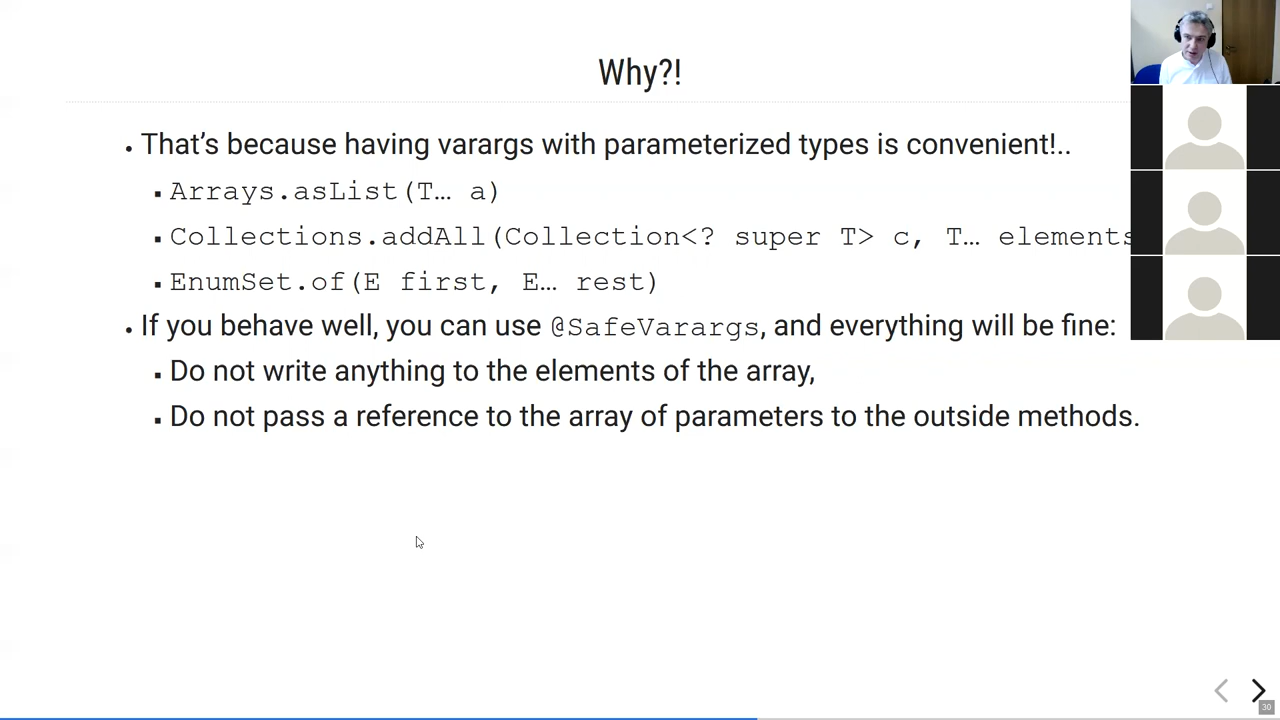 Why?!
• That's because having varargs with parameterized types is convenient!..
▪ Arrays.asList(T… a)
▪ Collections.addAll(Collection<? super T> c, T… elements
▪ EnumSet.of(E first, E… rest)
• If you behave well, you can use @SafeVarargs, and everything will be fine:
▪ Do not write anything to the elements of the array,
▪ Do not pass a reference to the array of parameters to the outside methods.
30